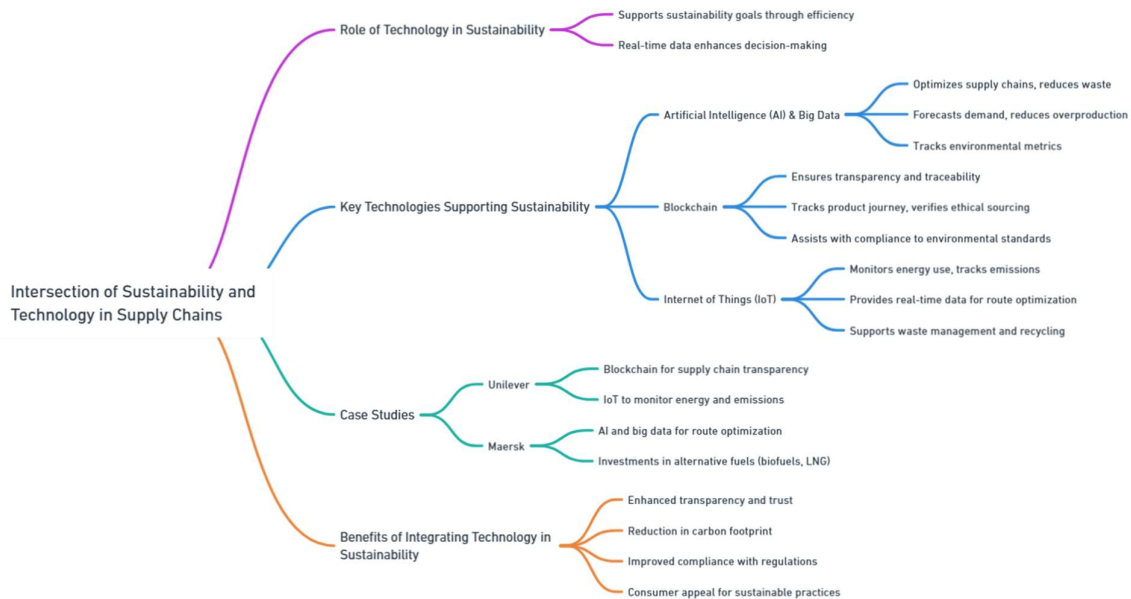 Intersection of Sustainability and
Technology in Supply Chains
Role of Technology in Sustainability
Supports sustainability goals through efficiency
Real-time data enhances decision-making
Key Technologies Supporting Sustainability
Artificial Intelligence (AI) & Big Data
Optimizes supply chains, reduces waste
Forecasts demand, reduces overproduction
Tracks environmental metrics
Blockchain
Ensures transparency and traceability
Tracks product journey, verifies ethical sourcing
Assists with compliance to environmental standards
Internet of Things (IoT)
Monitors energy use, tracks emissions
Provides real-time data for route optimization
Supports waste management and recycling
Case Studies
Unilever
Blockchain for supply chain transparency
IoT to monitor energy and emissions
Maersk
AI and big data for route optimization
Investments in alternative fuels (biofuels, LNG)
Benefits of Integrating Technology in
Sustainability
Enhanced transparency and trust
Reduction in carbon footprint
Improved compliance with regulations
Consumer appeal for sustainable practices